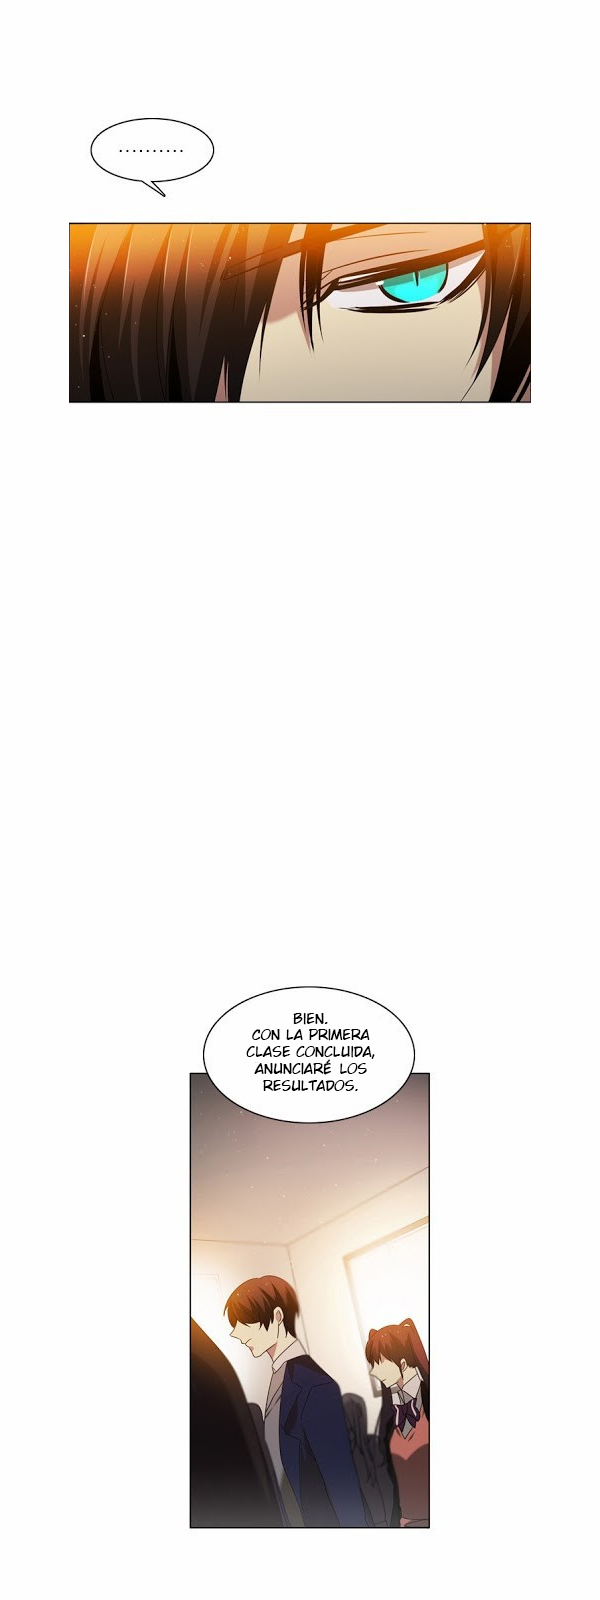 ..........
BIEN.
CON LA PRIMERA
CLASE CONCLUIDA,
ANUNCIARÉ LOS
RESULTADOS.